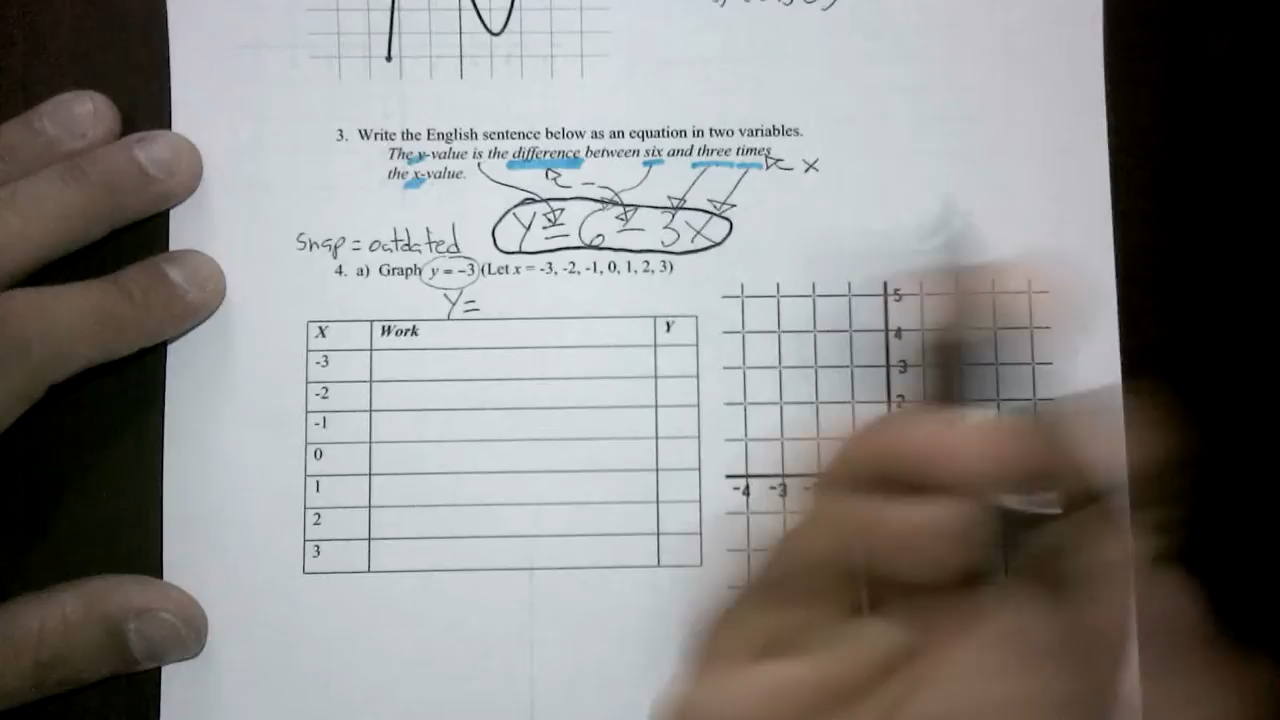 3. Write the English sentence below as an equation in two variables.
The y-value is the difference between six and three times
the x-value.
x
y = 6 - 3x
Snap = outdated
4. a) Graph y = -3 (Let x = -3, -2, -1, 0, 1, 2, 3)
Y =
X Work Y
-3
-2
-1
0
1
2
3
5
4
3
2
-4 -3